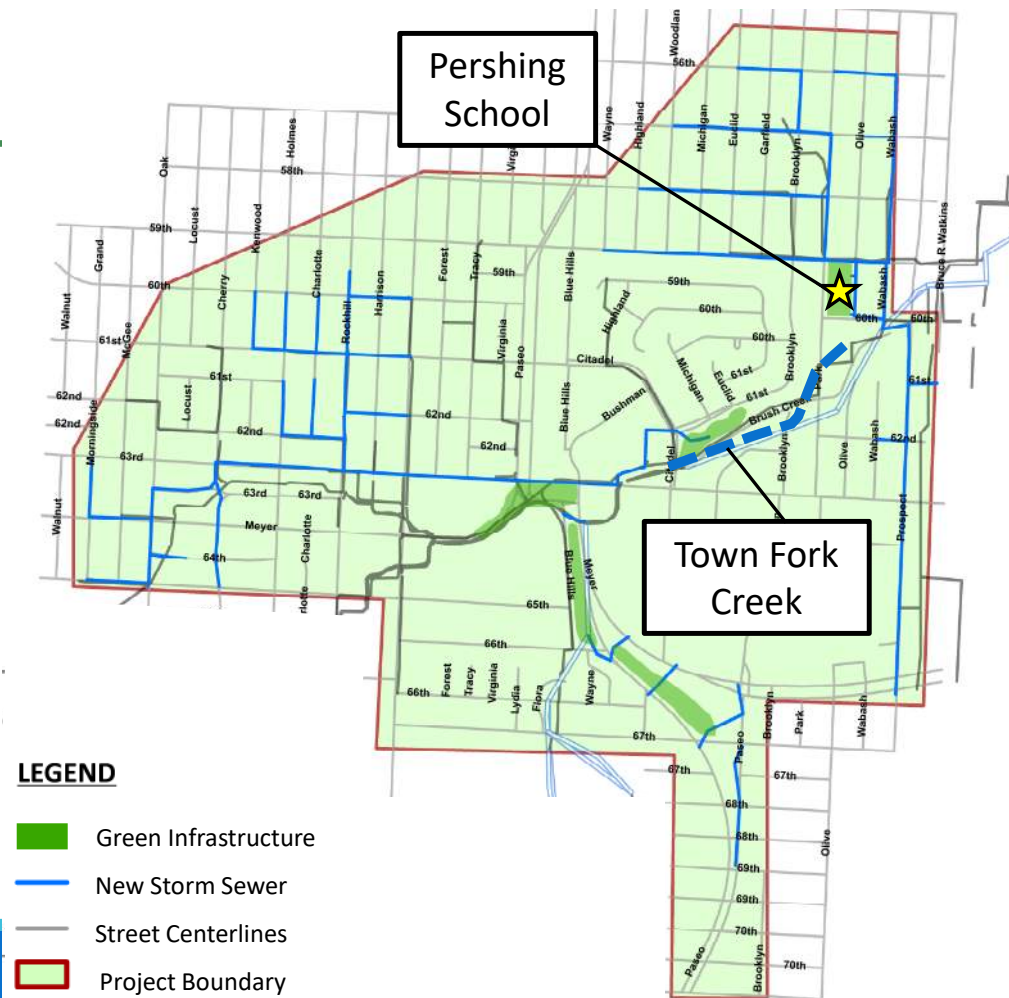 Pershing
School
Woodlan
56th
Wayne
Highland
Michigan
Euclid
Garfield
Brooklyn
Olive
Wabash
Oak
Holmes
58th
Locust
59th
Grand
Kenwood
Charlotte
Harrison
Forest
Tracy
59th
Blue Hills
59th
Bruce R Watkins
Wabash
Walnut
60th
Cherry
Rockhill
Virginia
Paseo
Highland
60th
60th
60th
60th
61st
McGee
61st
Citadel
Michigan
Euclid
61st
61st
Brooklyn
Park
61st
62nd
Locust
62nd
Bushman
Blue Hills
Brush Creek
62nd
Morningside
63rd
62nd
Citadel
Brooklyn
Olive
Wabash
62nd
63rd
63rd
Walnut
Meyer
Charlotte
64th
Prospect
Town Fork
Creek
Blue Hills
Meyer
rlotte
65th
66th
66th
Forest
Tracy
Virginia
Lydia
Flora
Wayne
67th
Paseo
Brooklyn
Park
Wabash
67th
67th
68th
68th
69th
69th
70th
70th
Olive
Paseo
Brooklyn
LEGEND
Green Infrastructure
New Storm Sewer
Street Centerlines
Project Boundary